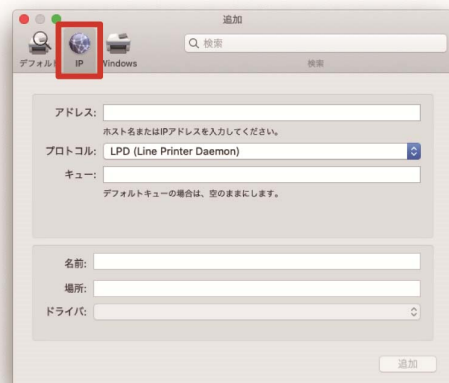 追加
デフォルト IP Windows
検索
検索
アドレス:
ホスト名またはIPアドレスを入力してください。
プロトコル: LPD (Line Printer Daemon)
キュー:
デフォルトキューの場合は、空のままにします。
名前:
場所:
ドライバ:
追加